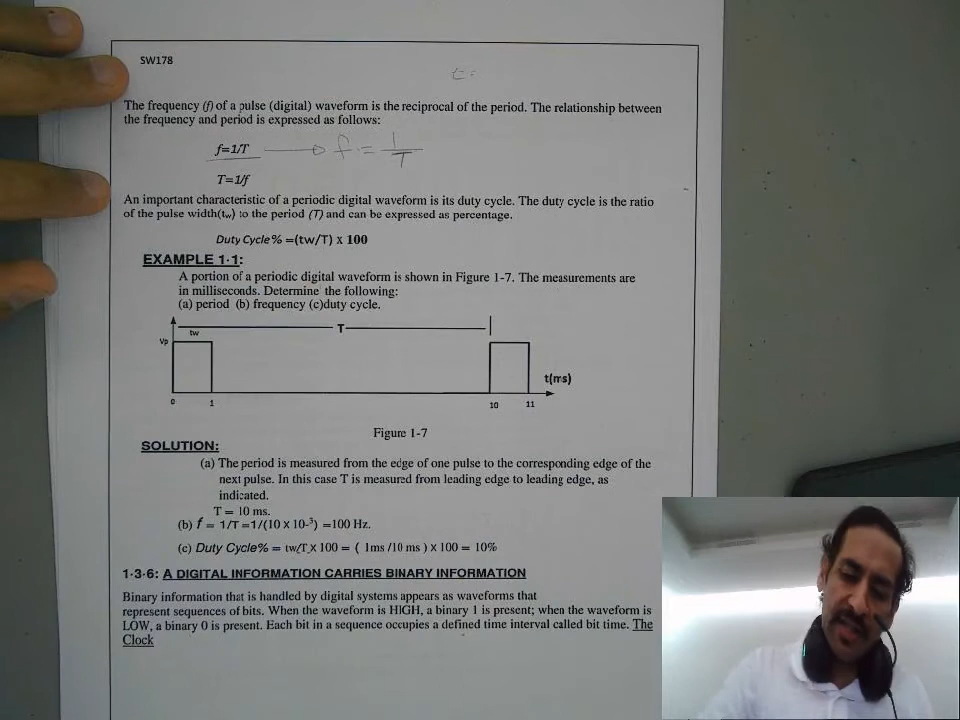 SW178
t:
The frequency (f) of a pulse (digital) waveform is the reciprocal of the period. The relationship between
the frequency and period is expressed as follows:
f=1/T → f = 1/T
T=1/f
An important characteristic of a periodic digital waveform is its duty cycle. The duty cycle is the ratio
of the pulse width(tw) to the period (T) and can be expressed as percentage.
Duty Cycle% =(tw/T) x 100
EXAMPLE 1-1:
A portion of a periodic digital waveform is shown in Figure 1-7. The measurements are
in milliseconds. Determine the following:
(a) period (b) frequency (c)duty cycle.
tw T
Vp
t(ms)
0 1 10 11
Figure 1-7
SOLUTION:
(a) The period is measured from the edge of one pulse to the corresponding edge of the
next pulse. In this case T is measured from leading edge to leading edge, as
indicated.
T = 10 ms.
(b) f = 1/T =1/(10 X 10-³) =100 Hz.
(c) Duty Cycle% = tw/T X 100 = ( 1ms /10 ms ) X 100 = 10%
1-3-6: A DIGITAL INFORMATION CARRIES BINARY INFORMATION
Binary information that is handled by digital systems appears as waveforms that
represent sequences of bits. When the waveform is HIGH, a binary 1 is present; when the waveform is
LOW, a binary 0 is present. Each bit in a sequence occupies a defined time interval called bit time. The
Clock